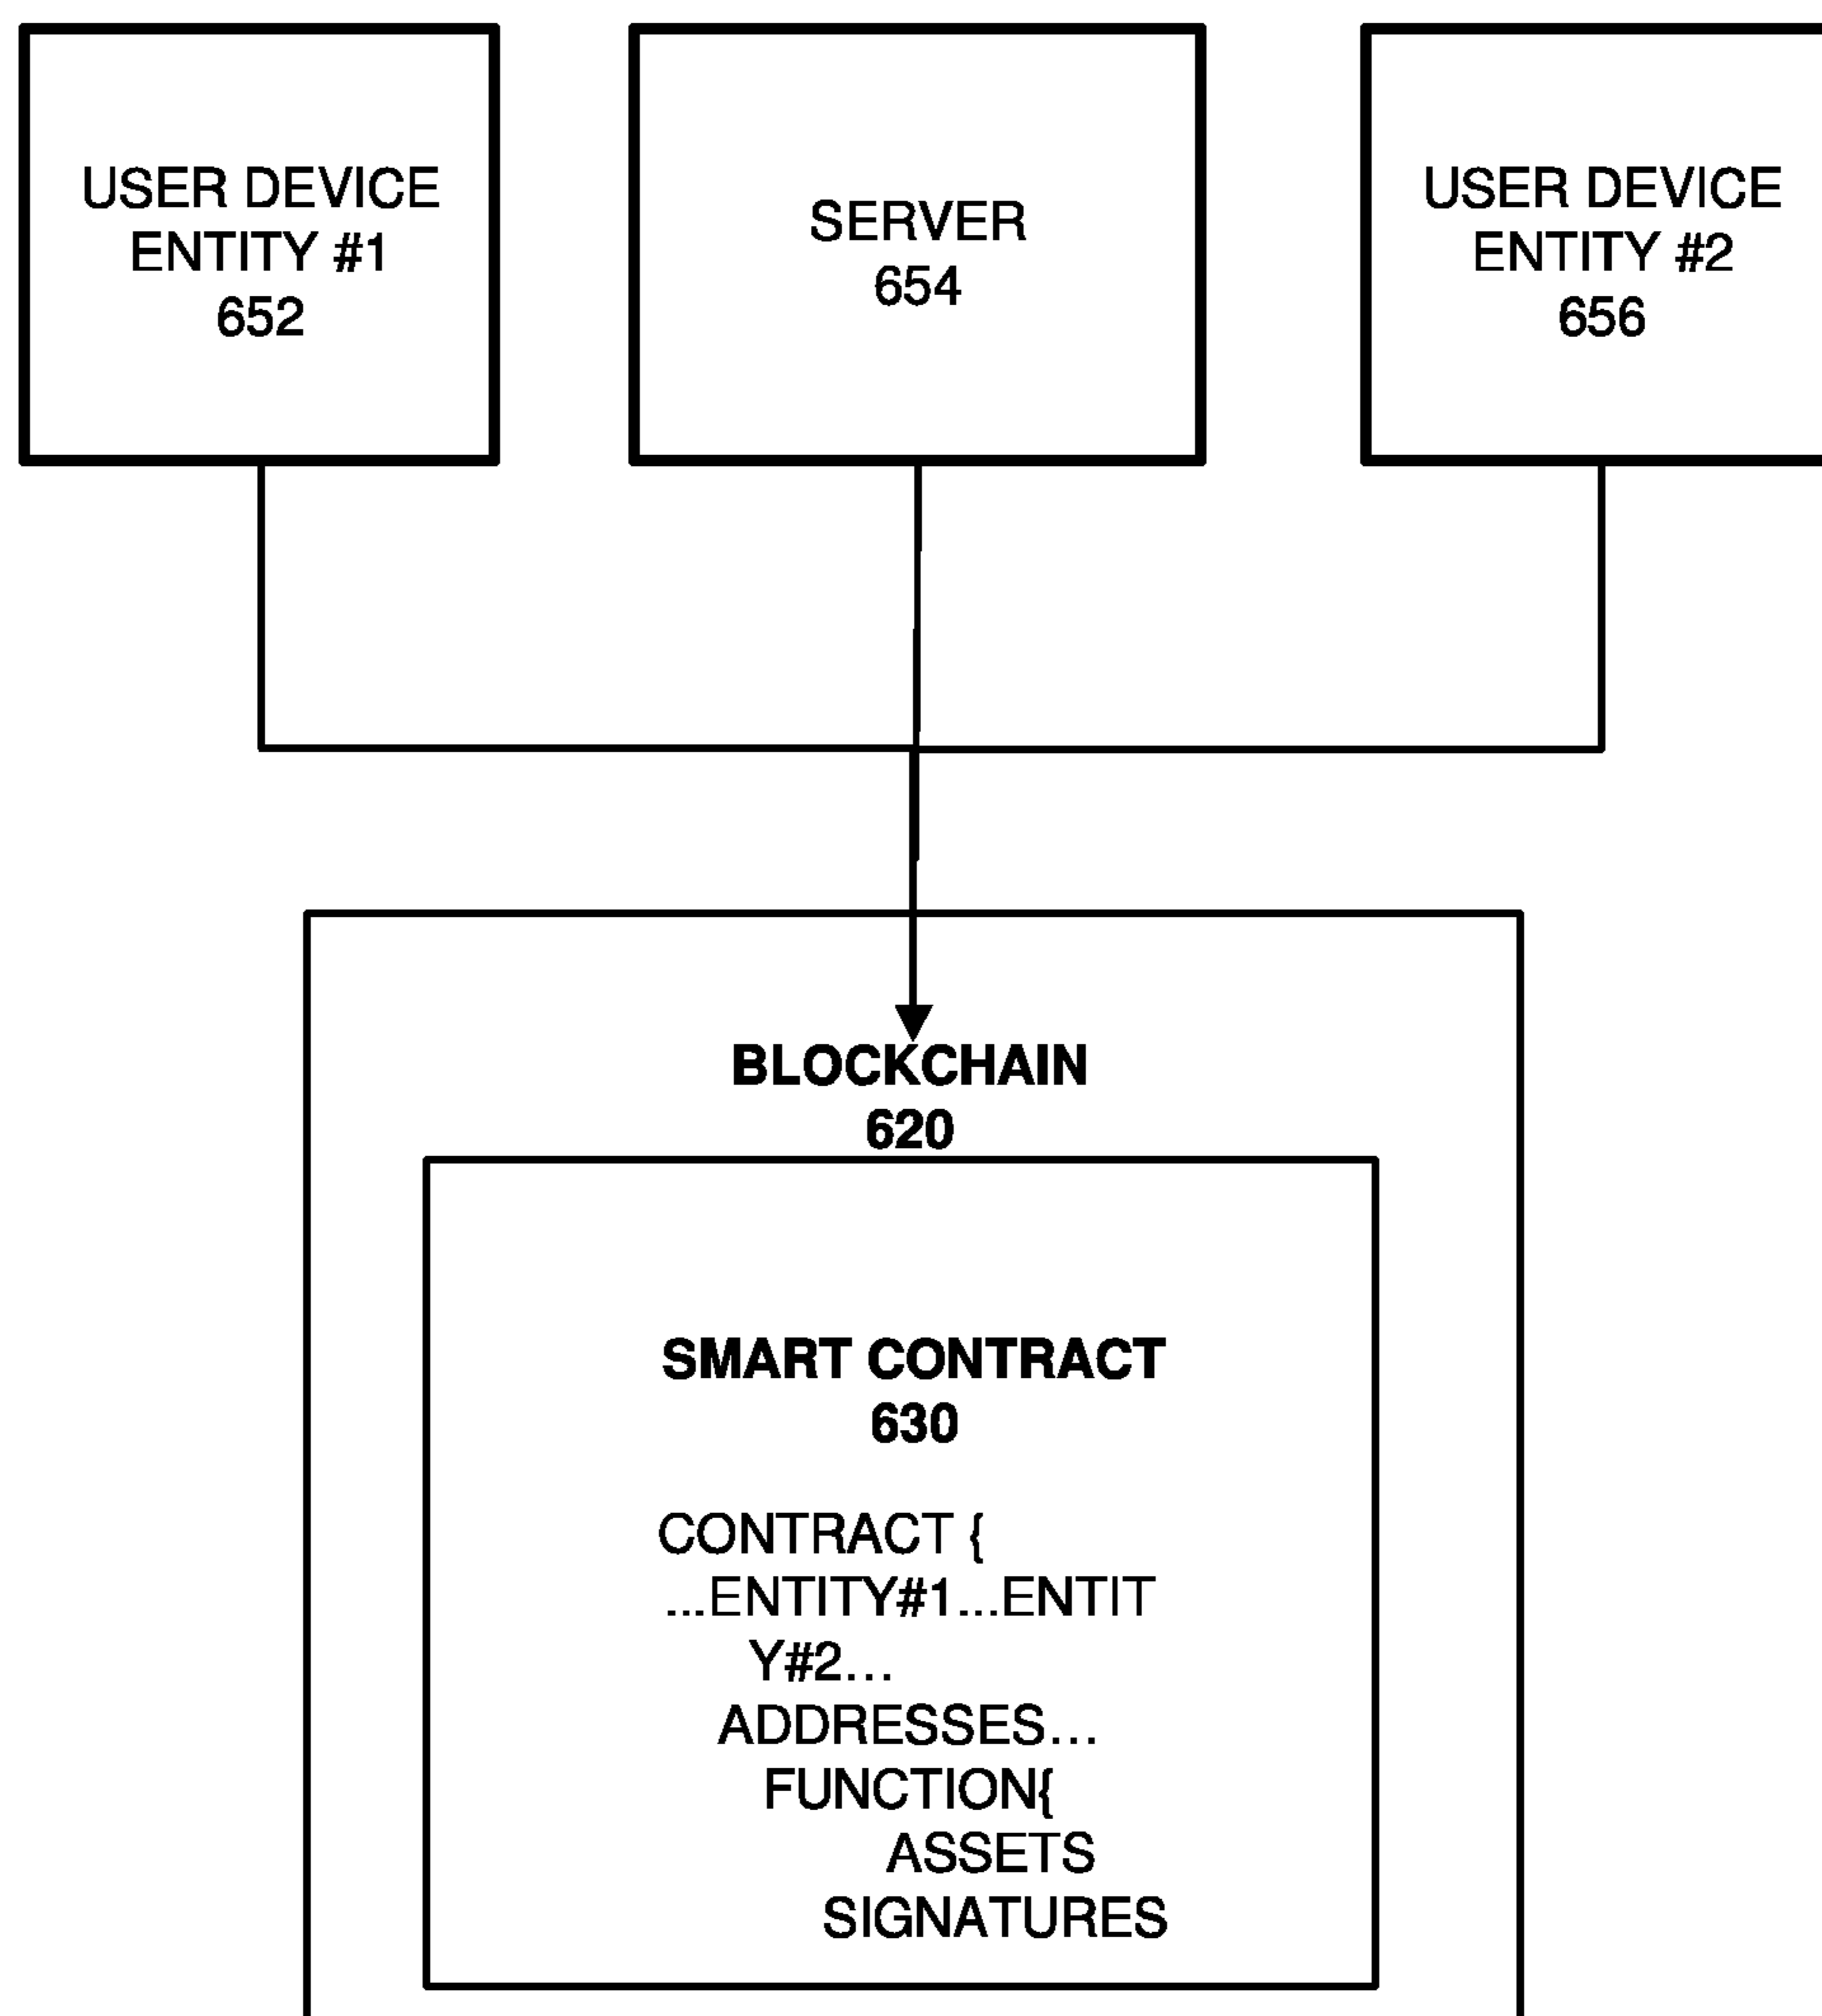 USER DEVICE
ENTITY #1
652
SERVER
654
USER DEVICE
ENTITY #2
656
BLOCKCHAIN
620
SMART CONTRACT
630
CONTRACT {
...ENTITY#1...ENTIT
Y#2...
ADDRESSES...
FUNCTION{
ASSETS
SIGNATURES